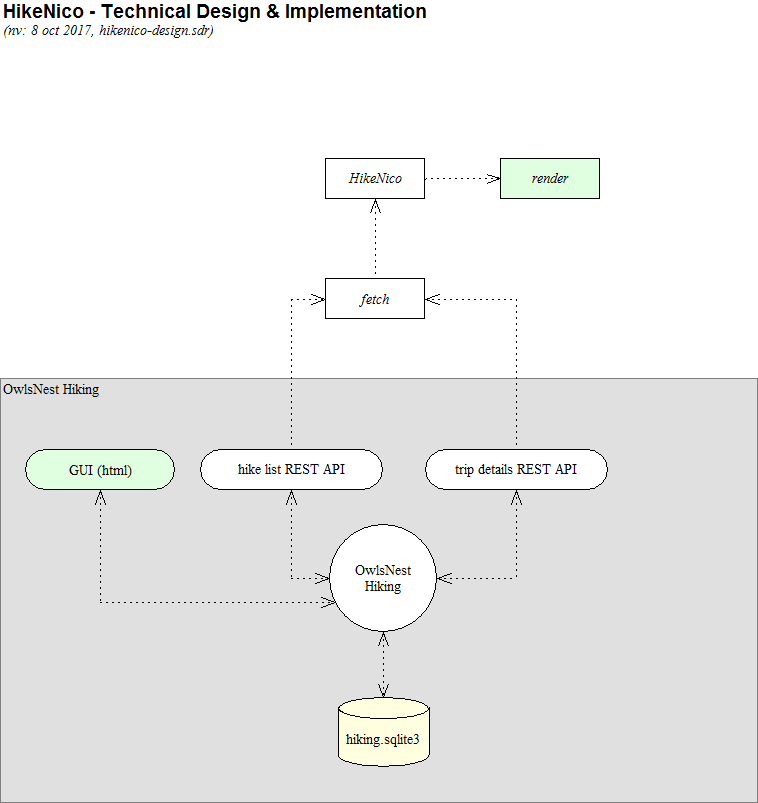 HikeNico - Technical Design & Implementation
(nv: 8 oct 2017, hikenico-design.sdr)
HikeNico
render
fetch
OwlsNest Hiking
GUI (html)
hike list REST API
trip details REST API
OwlsNest
Hiking
hiking.sqlite3